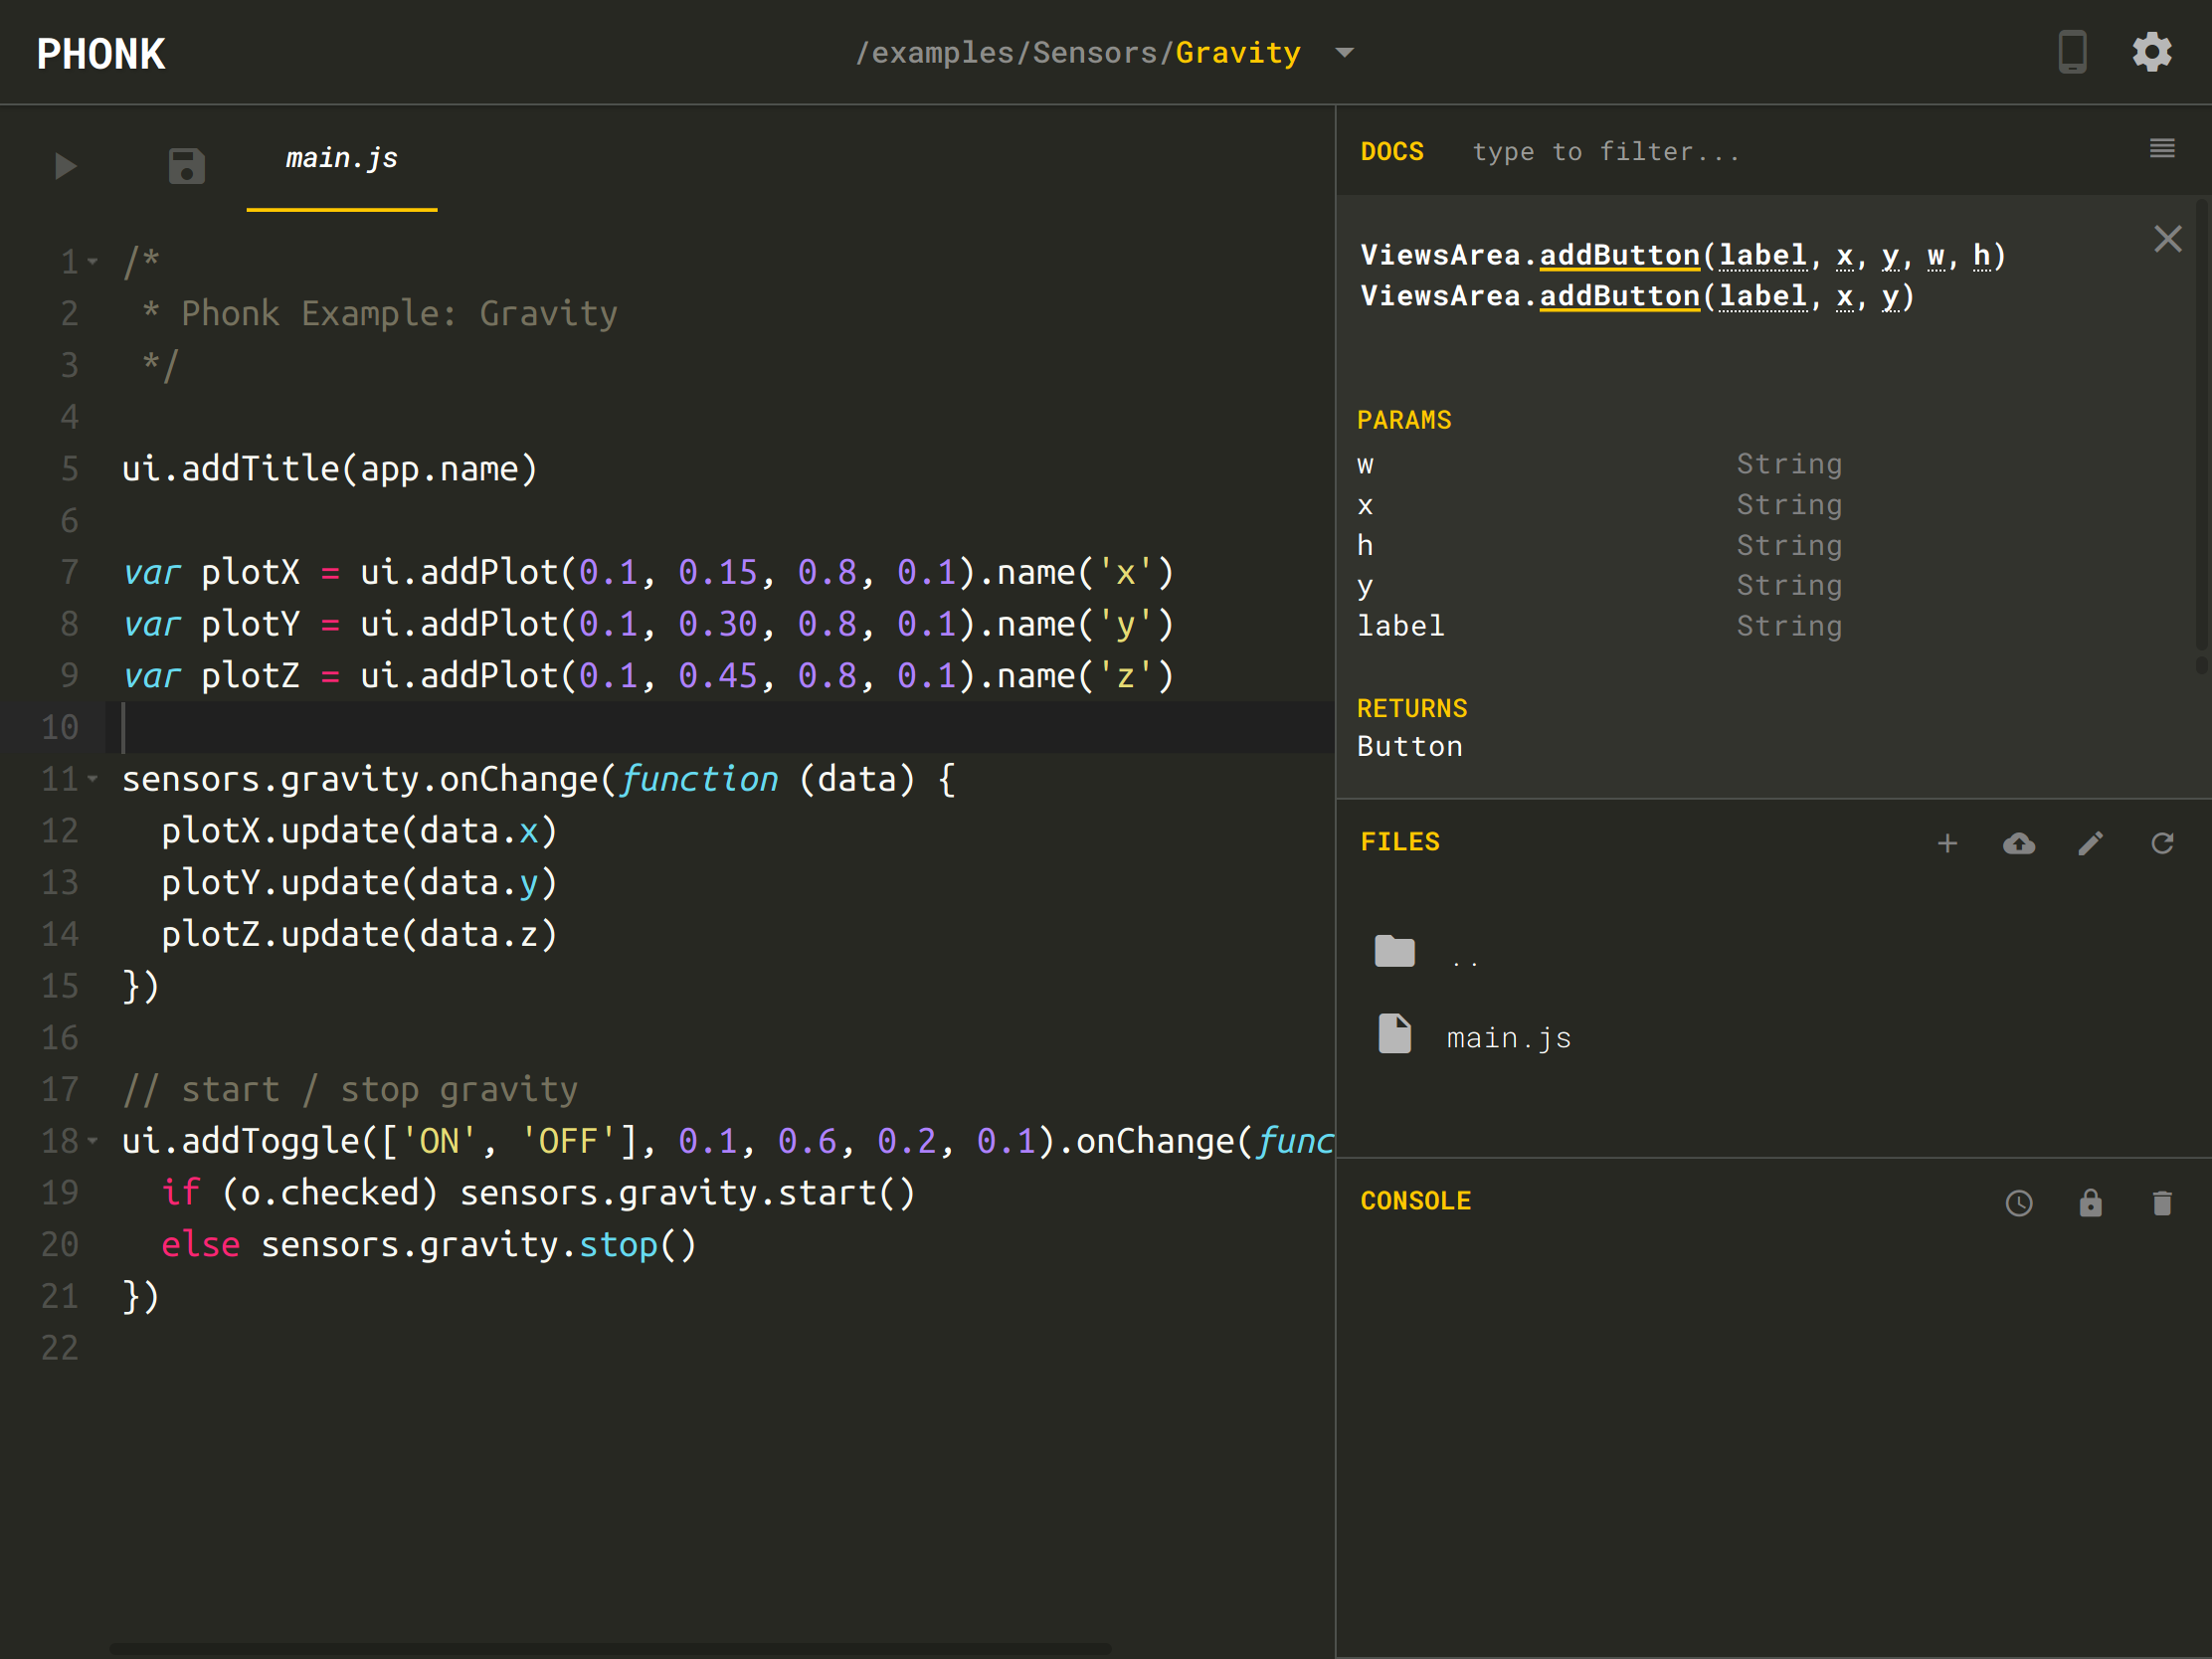 PHONK
/examples/Sensors/Gravity
main.js
1 /*
2  * Phonk Example: Gravity
3  */
4
5 ui.addTitle(app.name)
6
7 var plotX = ui.addPlot(0.1, 0.15, 0.8, 0.1).name('x')
8 var plotY = ui.addPlot(0.1, 0.30, 0.8, 0.1).name('y')
9 var plotZ = ui.addPlot(0.1, 0.45, 0.8, 0.1).name('z')
10
11 sensors.gravity.onChange(function (data) {
12   plotX.update(data.x)
13   plotY.update(data.y)
14   plotZ.update(data.z)
15 })
16
17 // start / stop gravity
18 ui.addToggle(['ON', 'OFF'], 0.1, 0.6, 0.2, 0.1).onChange(func
19   if (o.checked) sensors.gravity.start()
20   else sensors.gravity.stop()
21 })
22
DOCS type to filter...
ViewsArea.addButton(label, x, y, w, h)
ViewsArea.addButton(label, x, y)
PARAMS
w String
x String
h String
y String
label String
RETURNS
Button
FILES
..
main.js
CONSOLE